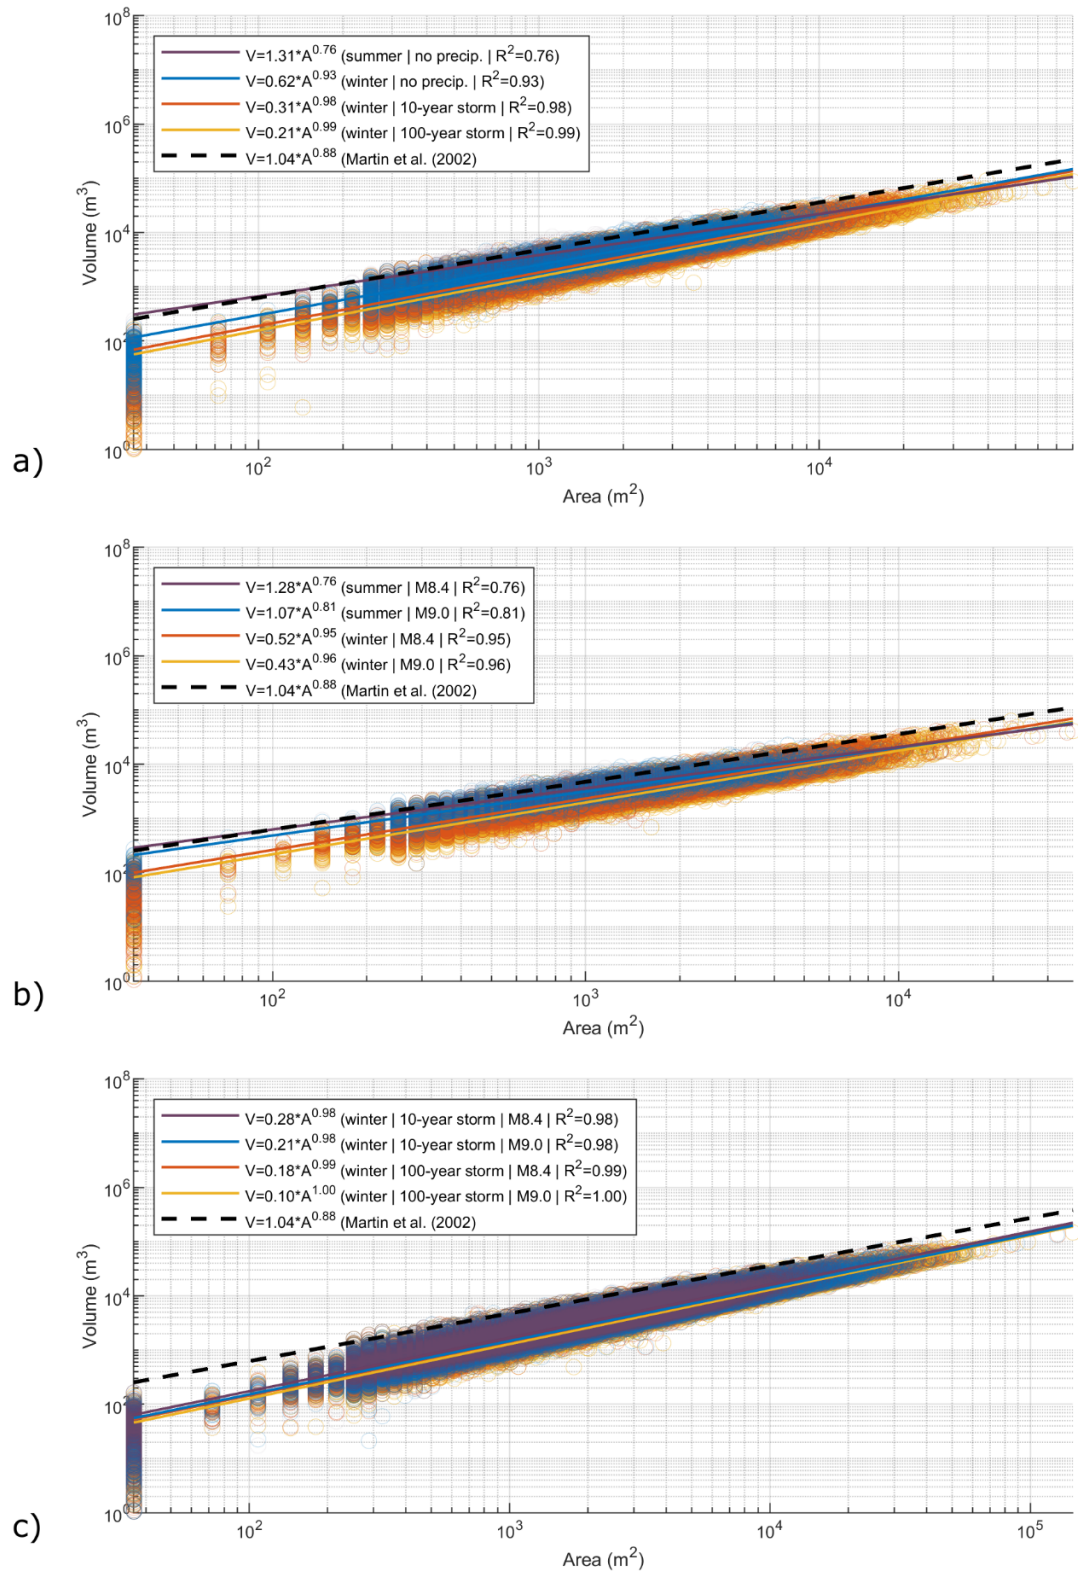 10^8
V=1.31*A^0.76 (summer | no precip. | R^2=0.76)
V=0.62*A^0.93 (winter | no precip. | R^2=0.93)
V=0.31*A^0.98 (winter | 10-year storm | R^2=0.98)
V=0.21*A^0.99 (winter | 100-year storm | R^2=0.99)
V=1.04*A^0.88 (Martin et al. (2002)
10^6
Volume (m^3)
10^4
10^2
10^0
a)
10^2 10^3 10^4
Area (m^2)
10^8
V=1.28*A^0.76 (summer | M8.4 | R^2=0.76)
V=1.07*A^0.81 (summer | M9.0 | R^2=0.81)
V=0.52*A^0.95 (winter | M8.4 | R^2=0.95)
V=0.43*A^0.96 (winter | M9.0 | R^2=0.96)
V=1.04*A^0.88 (Martin et al. (2002)
10^6
Volume (m^3)
10^4
10^2
10^0
b)
10^2 10^3 10^4
Area (m^2)
10^8
V=0.28*A^0.98 (winter | 10-year storm | M8.4 | R^2=0.98)
V=0.21*A^0.98 (winter | 10-year storm | M9.0 | R^2=0.98)
V=0.18*A^0.99 (winter | 100-year storm | M8.4 | R^2=0.99)
V=0.10*A^1.00 (winter | 100-year storm | M9.0 | R^2=1.00)
V=1.04*A^0.88 (Martin et al. (2002)
10^6
Volume (m^3)
10^4
10^2
10^0
c)
10^2 10^3 10^4 10^5
Area (m^2)